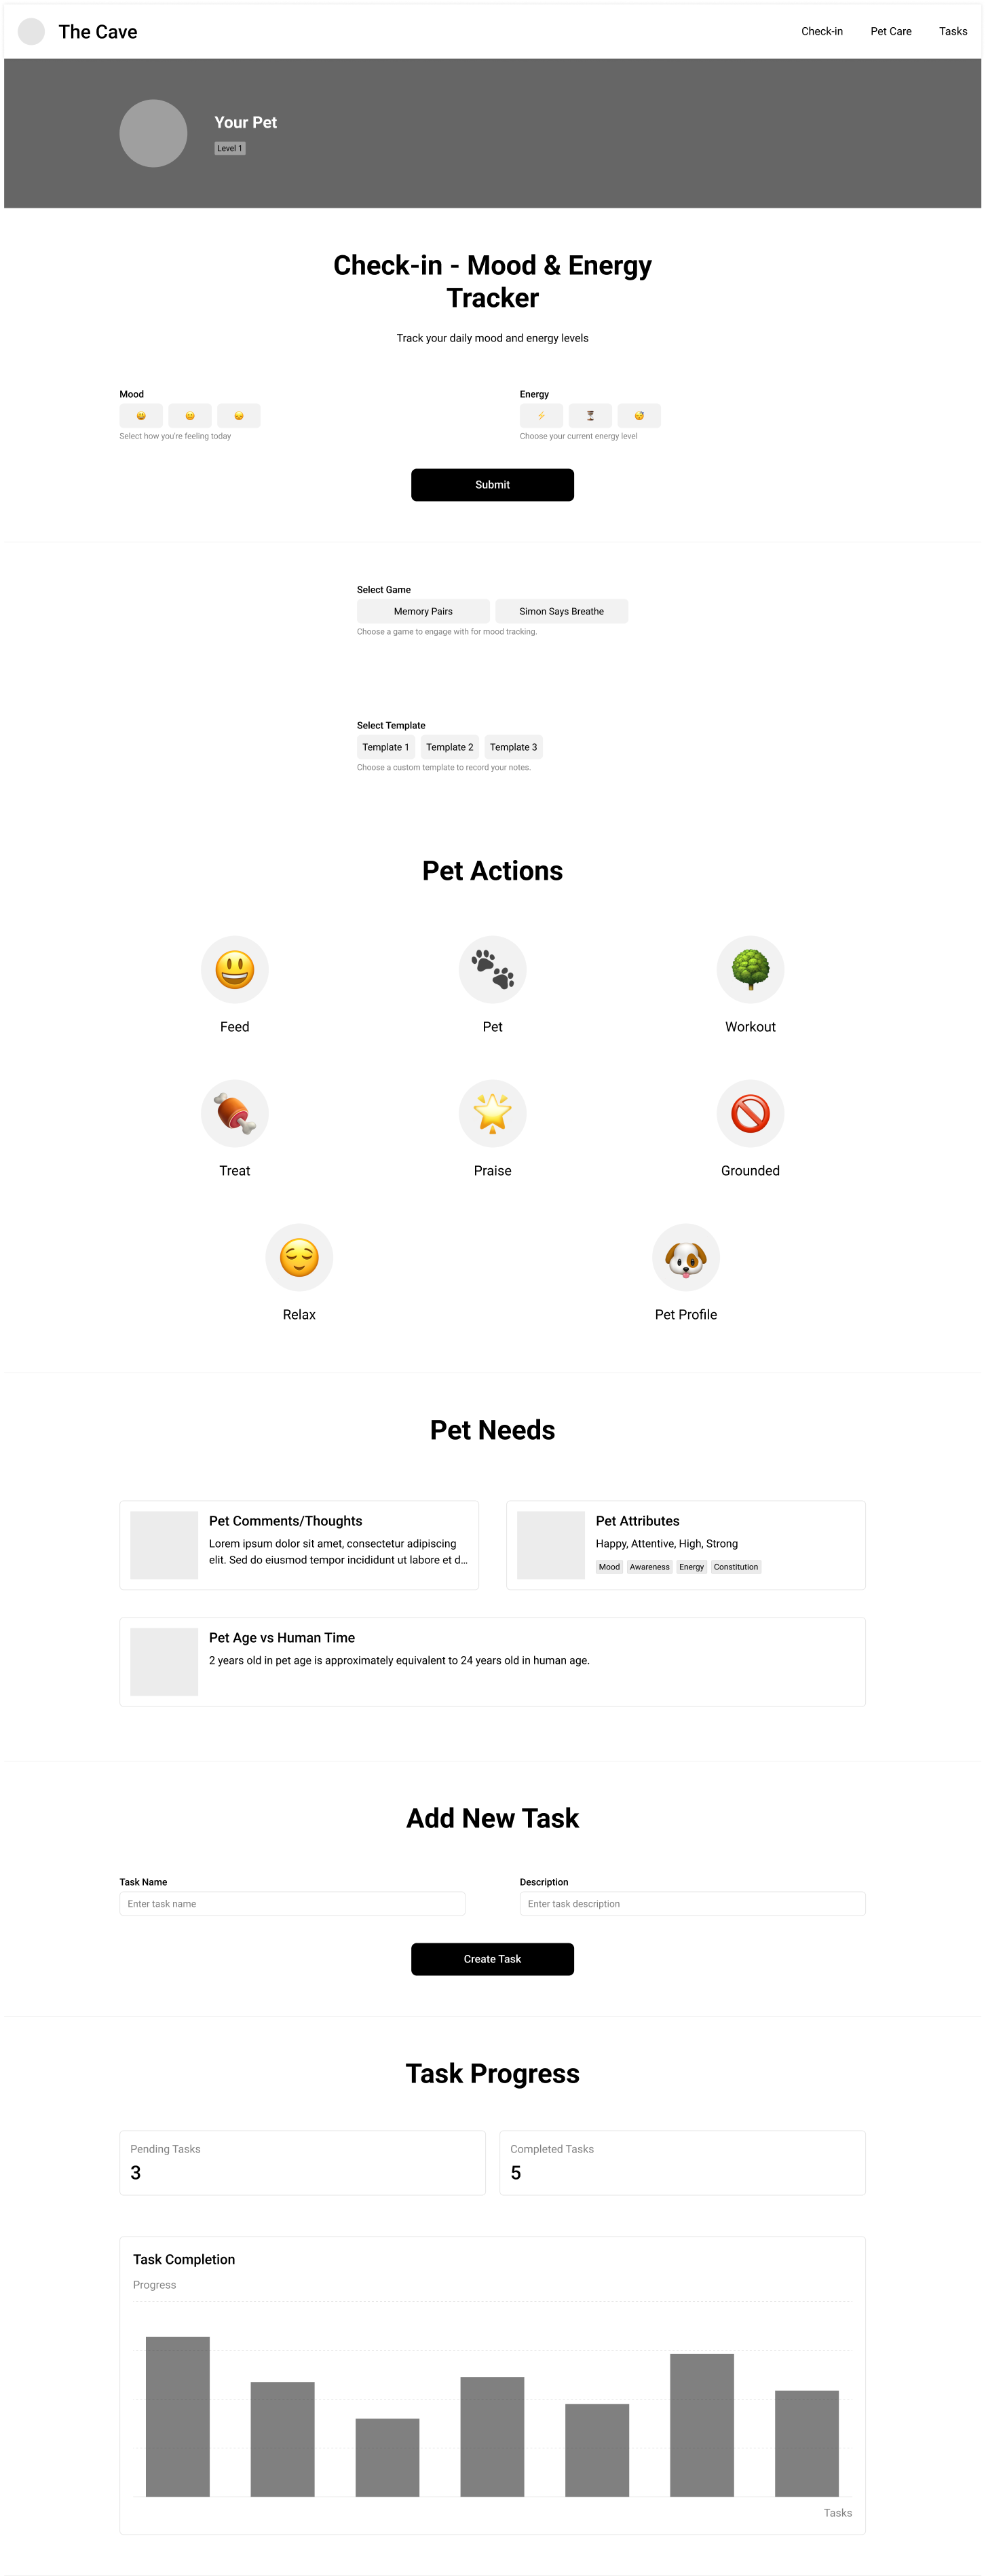 The Cave
Check-in
Pet Care
Tasks
Your Pet
Level 1
Check-in - Mood & Energy
Tracker
Track your daily mood and energy levels
Mood
Select how you're feeling today
Energy
Choose your current energy level
Submit
Select Game
Memory Pairs
Simon Says Breathe
Choose a game to engage with for mood tracking.
Select Template
Template 1
Template 2
Template 3
Choose a custom template to record your notes.
Pet Actions
Feed
Pet
Workout
Treat
Praise
Grounded
Relax
Pet Profile
Pet Needs
Pet Comments/Thoughts
Lorem ipsum dolor sit amet, consectetur adipiscing
elit. Sed do eiusmod tempor incididunt ut labore et d...
Pet Attributes
Happy, Attentive, High, Strong
Mood
Awareness
Energy
Constitution
Pet Age vs Human Time
2 years old in pet age is approximately equivalent to 24 years old in human age.
Add New Task
Task Name
Enter task name
Description
Enter task description
Create Task
Task Progress
Pending Tasks
3
Completed Tasks
5
Task Completion
Progress
Tasks